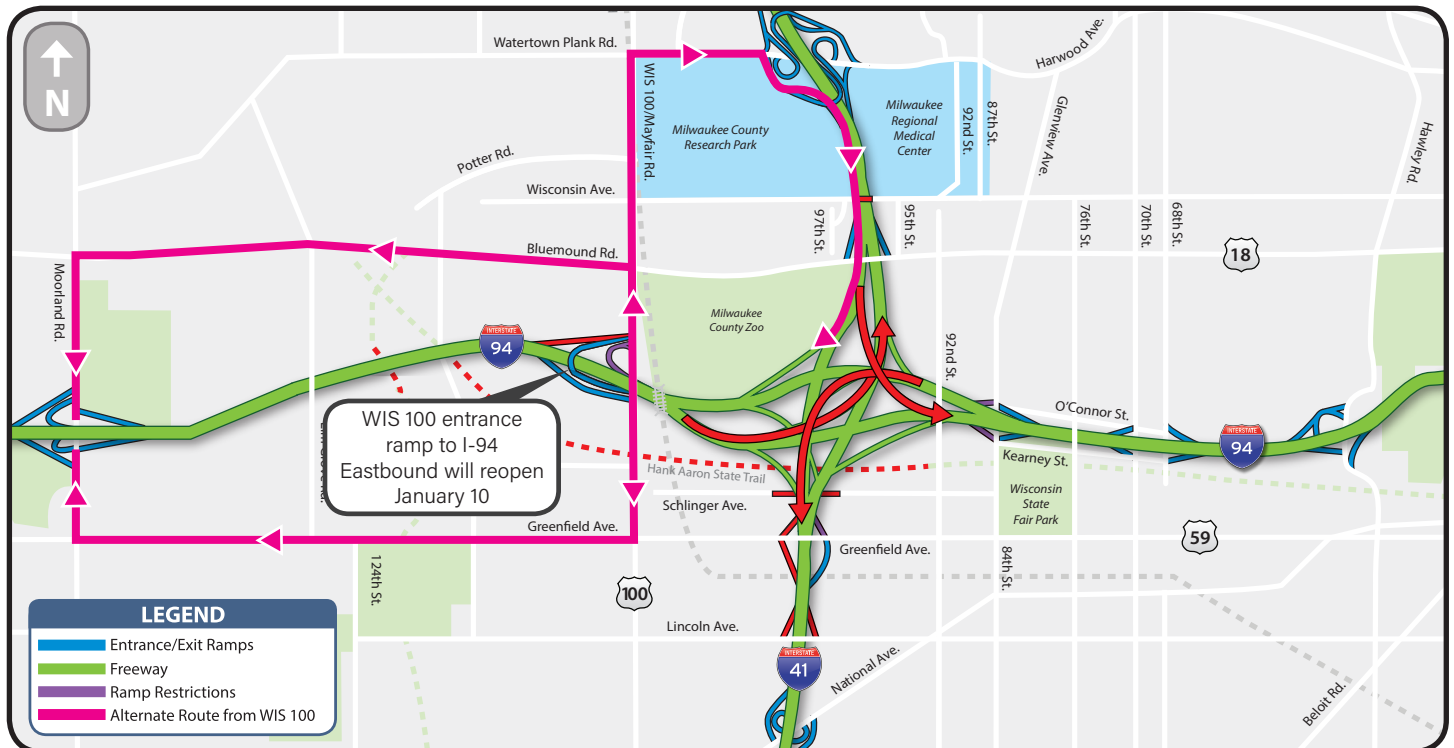 N
Watertown Plank Rd.
WIS 100/Mayfair Rd.
Harwood Ave.
Milwaukee County
Research Park
Milwaukee
Regional
Medical
Center
92nd St.
87th St.
Glenview Ave.
Hawley Rd.
Potter Rd.
Wisconsin Ave.
97th St.
95th St.
76th St.
70th St.
68th St.
Bluemound Rd.
18
Moorland Rd.
Milwaukee
County Zoo
INTERSTATE
94
92nd St.
WIS 100 entrance
ramp to I-94
Eastbound will reopen
January 10
O'Connor St.
INTERSTATE
94
Kearney St.
Hank Aaron State Trail
Schlinger Ave.
Wisconsin
State
Fair Park
Greenfield Ave.
Greenfield Ave.
59
124th St.
84th St.
100
Lincoln Ave.
INTERSTATE
41
National Ave.
Beloit Rd.
LEGEND
Entrance/Exit Ramps
Freeway
Ramp Restrictions
Alternate Route from WIS 100